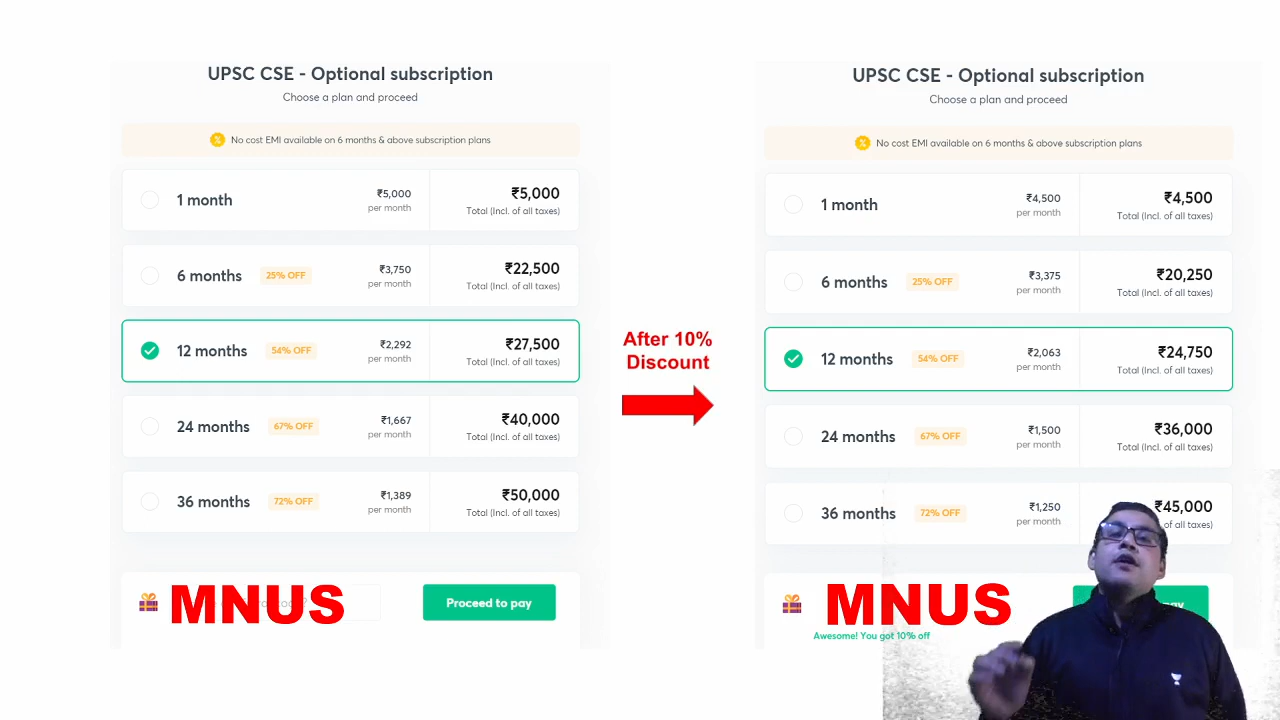 UPSC CSE - Optional subscription
Choose a plan and proceed
No cost EMI available on 6 months & above subscription plans
1 month ₹5,000 per month ₹5,000 Total (Incl. of all taxes)
6 months 25% OFF ₹3,750 per month ₹22,500 Total (Incl. of all taxes)
12 months 54% OFF ₹2,292 per month ₹27,500 Total (Incl. of all taxes)
24 months 67% OFF ₹1,667 per month ₹40,000 Total (Incl. of all taxes)
36 months 72% OFF ₹1,389 per month ₹50,000 Total (Incl. of all taxes)
MNUS
Proceed to pay
After 10%
Discount
UPSC CSE - Optional subscription
Choose a plan and proceed
No cost EMI available on 6 months & above subscription plans
1 month ₹4,500 per month ₹4,500 Total (Incl. of all taxes)
6 months 25% OFF ₹3,375 per month ₹20,250 Total (Incl. of all taxes)
12 months 54% OFF ₹2,063 per month ₹24,750 Total (Incl. of all taxes)
24 months 67% OFF ₹1,500 per month ₹36,000 Total (Incl. of all taxes)
36 months 72% OFF ₹1,250 per month ₹45,000 of all taxes)
MNUS
pay
Awesome! You got 10% off